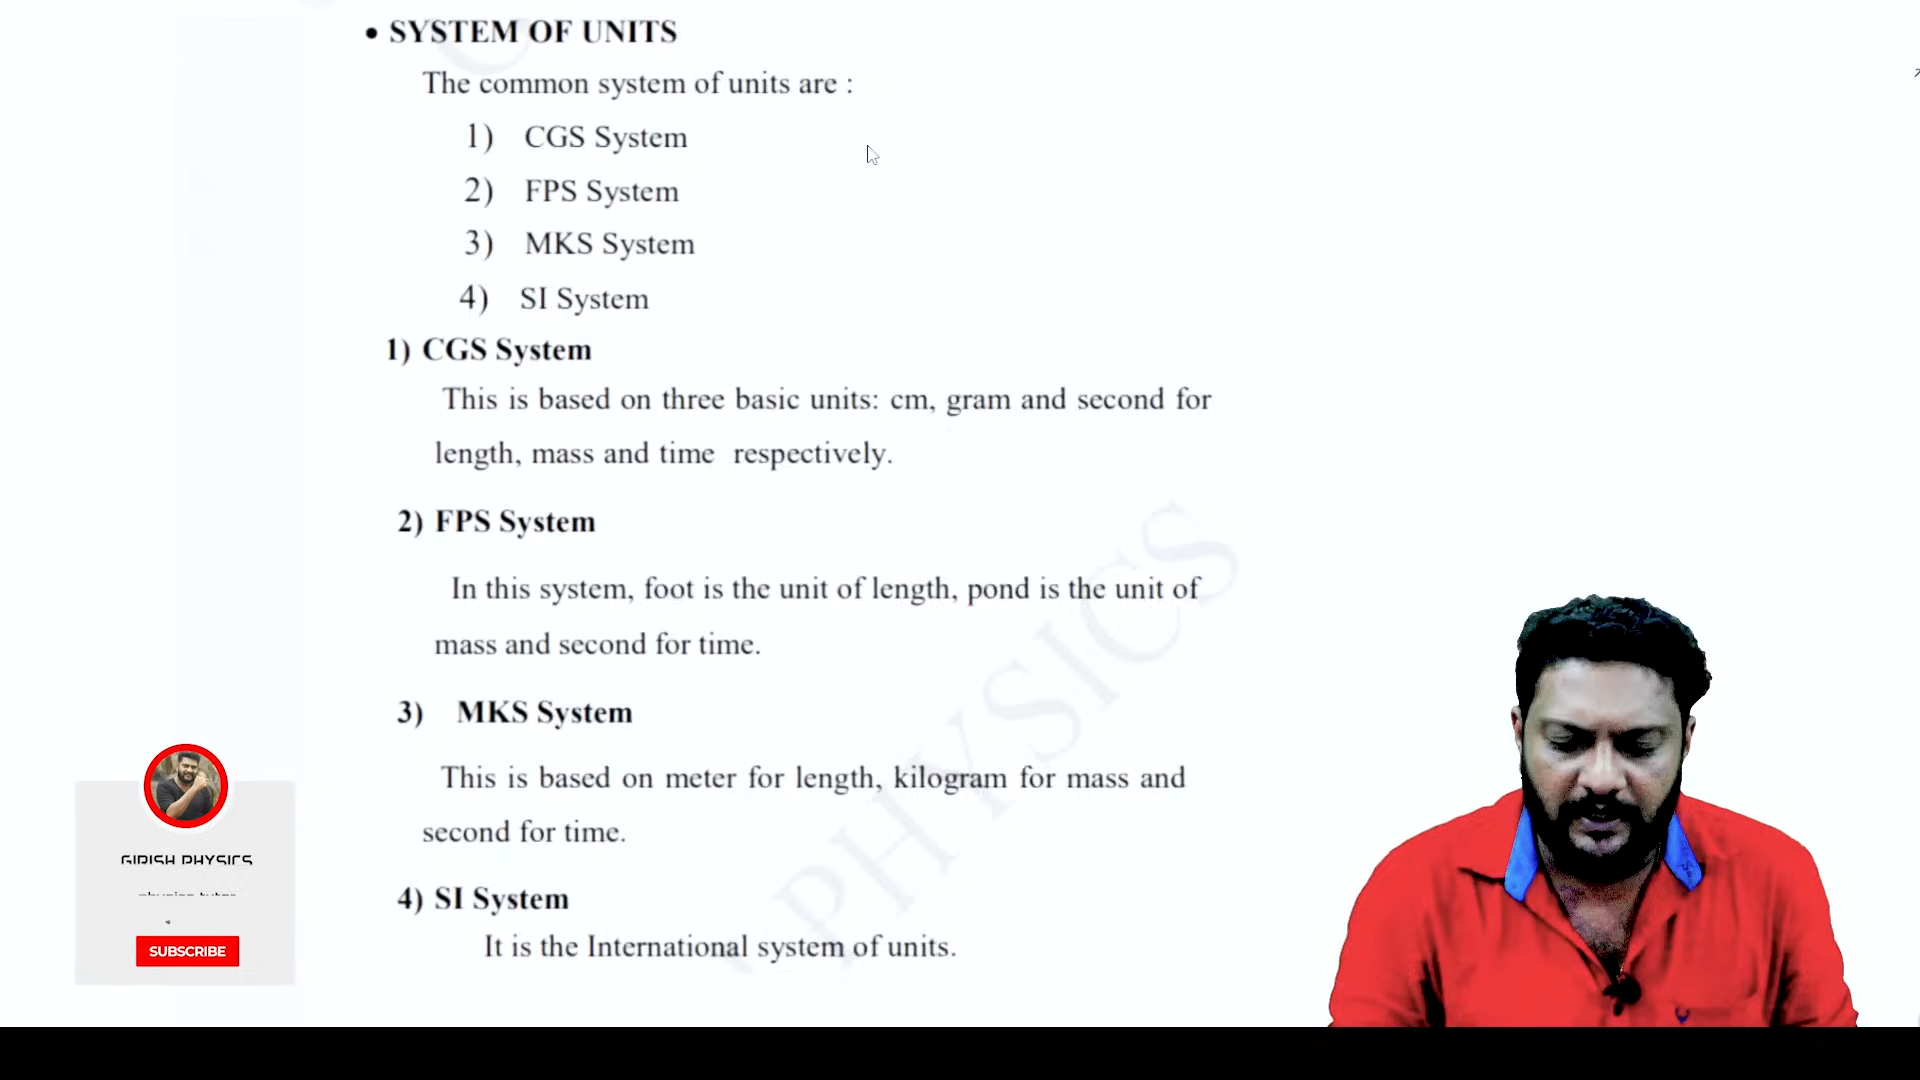 • SYSTEM OF UNITS
The common system of units are :
1) CGS System
2) FPS System
3) MKS System
4) SI System
1) CGS System
This is based on three basic units: cm, gram and second for
length, mass and time respectively.
2) FPS System
In this system, foot is the unit of length, pond is the unit of
mass and second for time.
3) MKS System
This is based on meter for length, kilogram for mass and
second for time.
4) SI System
It is the International system of units.
PHYSICS
GIRISH PHYSICS
SUBSCRIBE